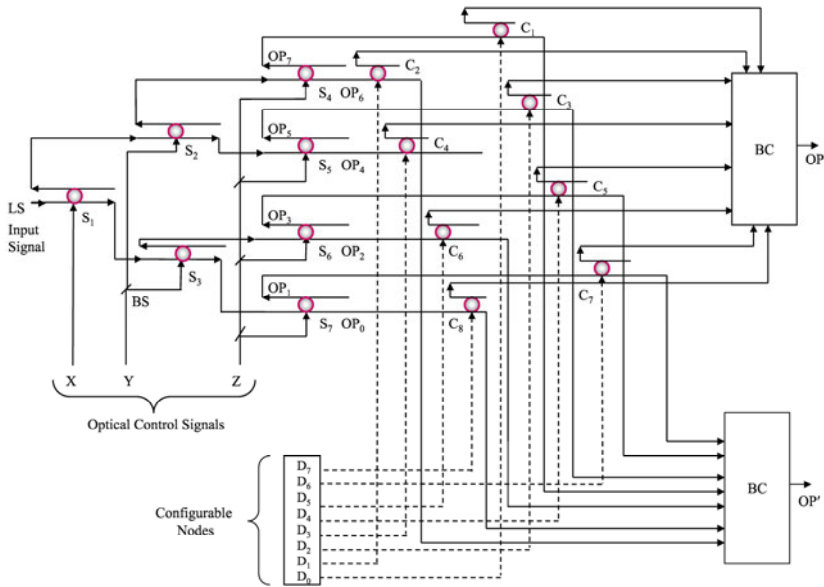 C₁
OP₇
C₂
S₄ OP₆
C₃
OP₅
C₄
S₂
S₅ OP₄
BC
OP
C₅
LS
S₁
Input
Signal
OP₃
C₆
S₆ OP₂
S₃
C₇
BS
OP₁
S₇ OP₀
C₈
X Y Z
Optical Control Signals
Configurable
Nodes
D₇
D₆
D₅
D₄
D₃
D₂
D₁
D₀
BC
OP′